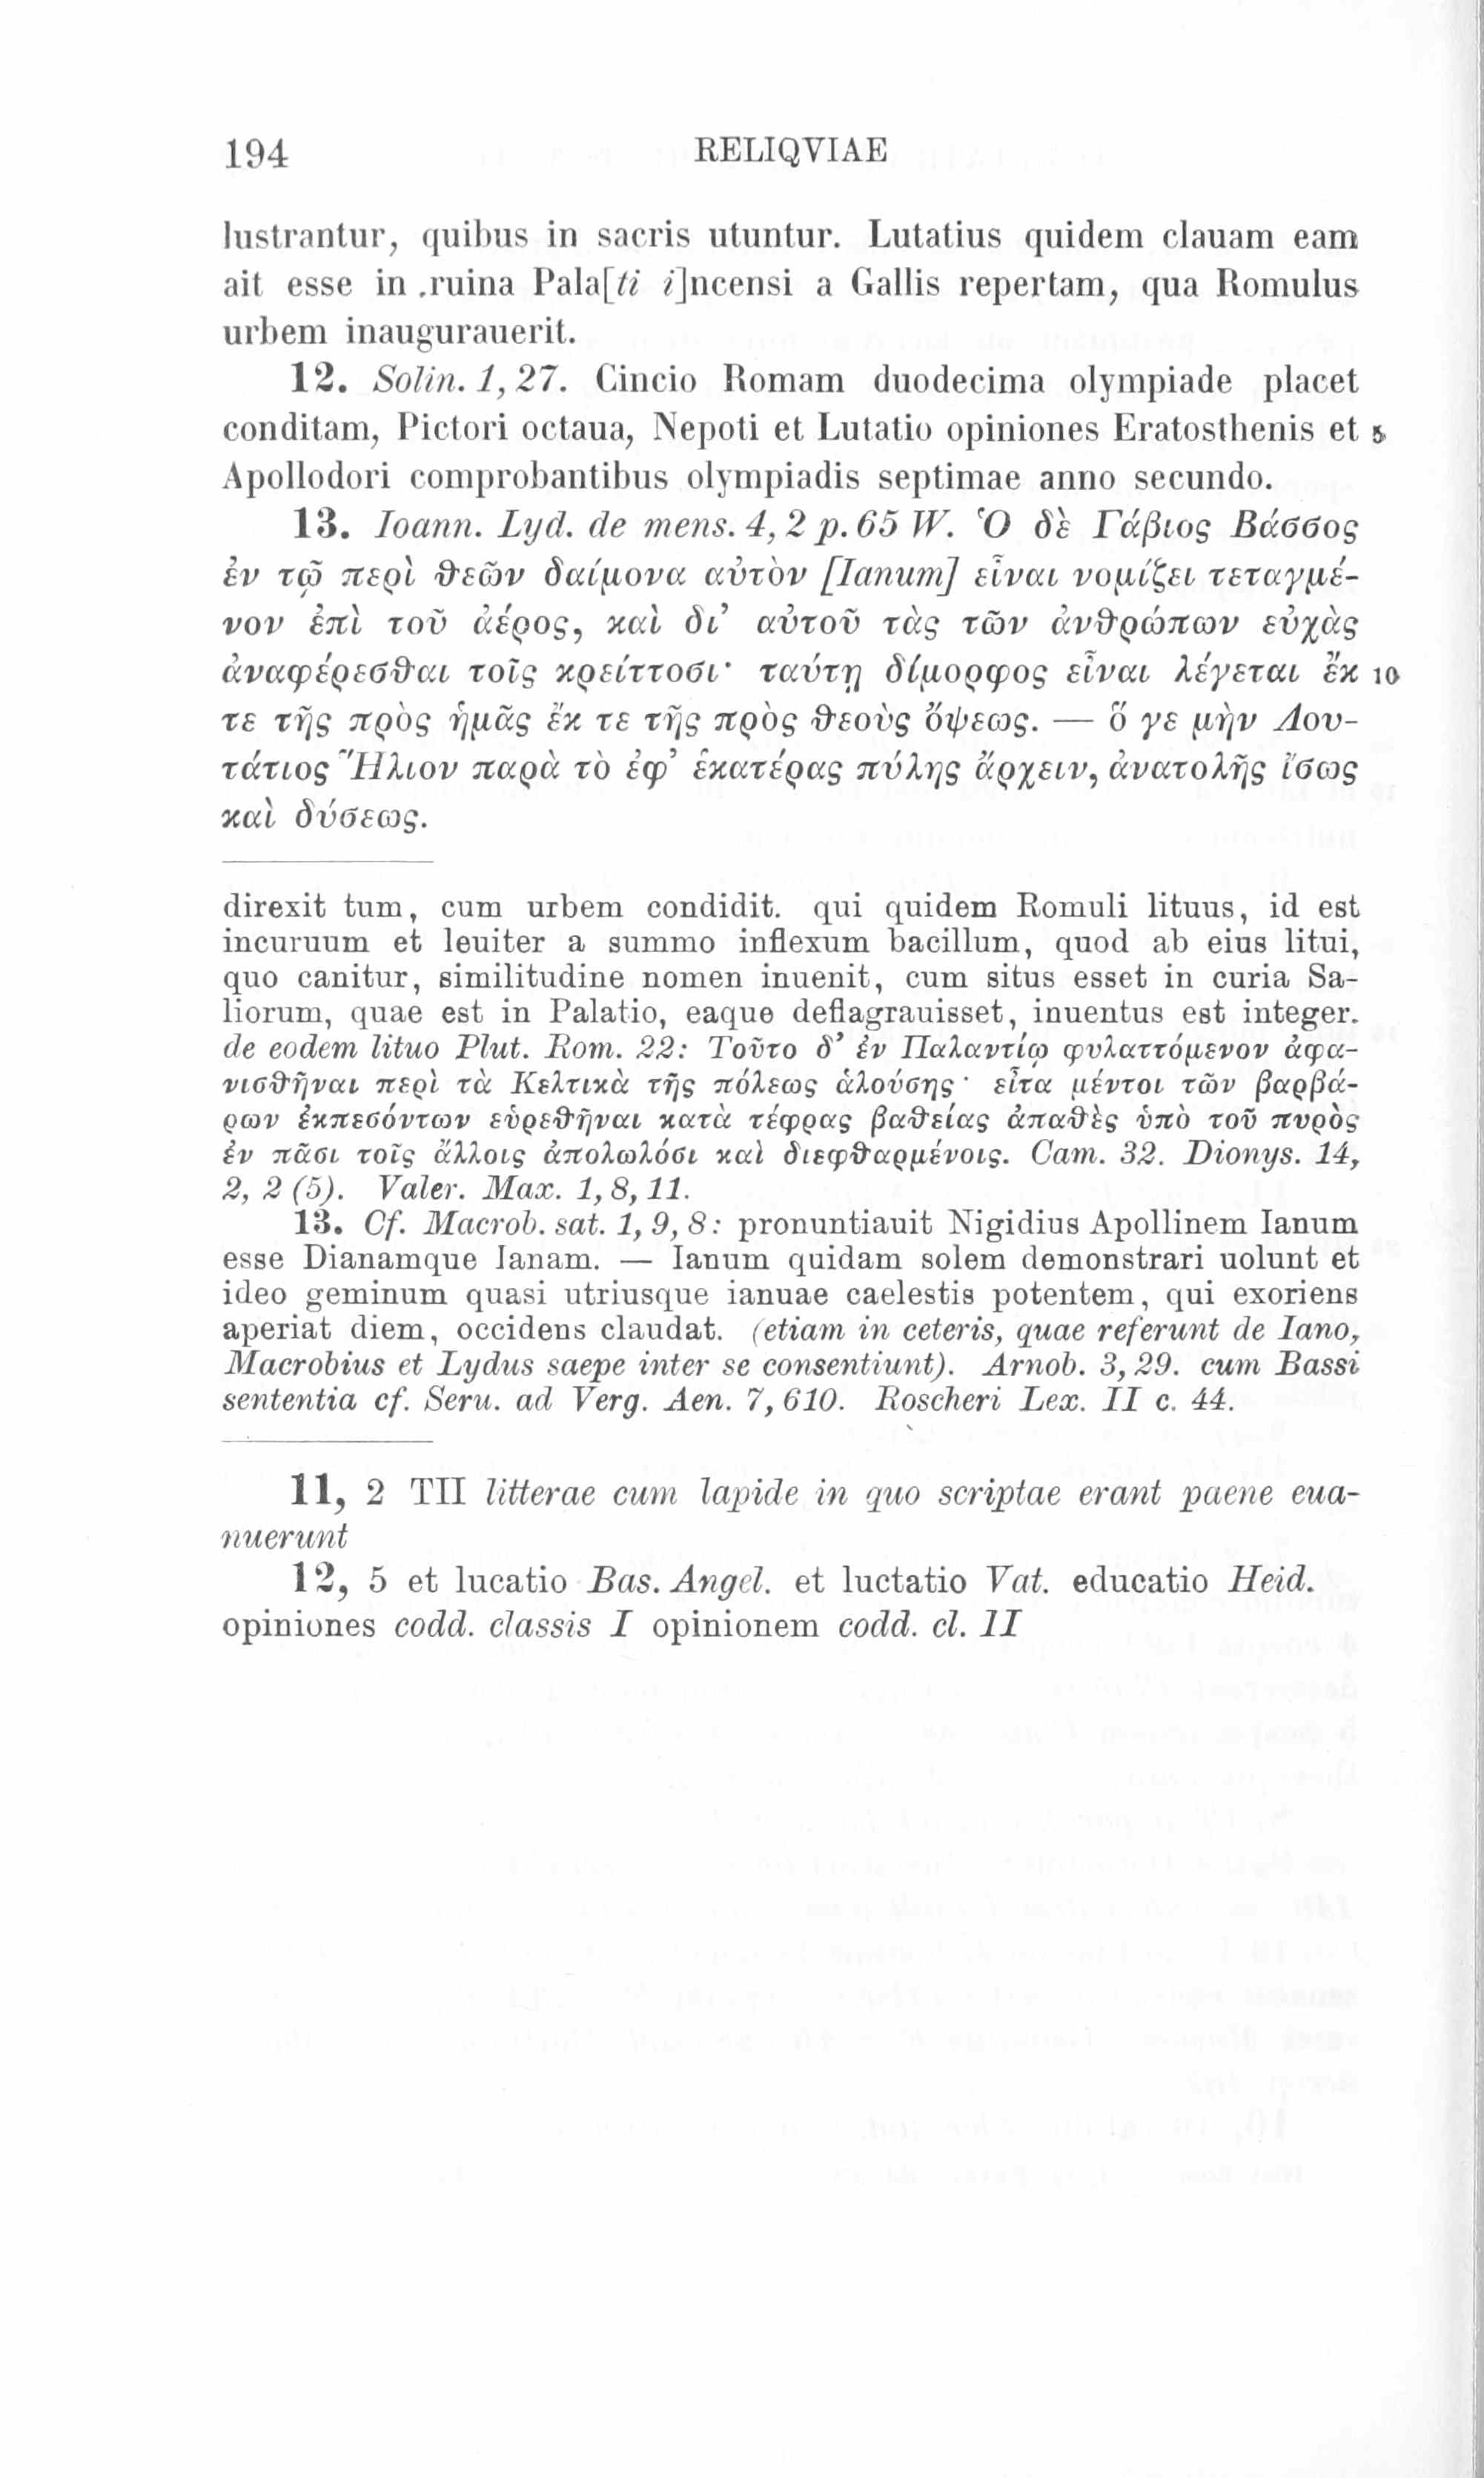 194 RELIQVIAE
lustrantur, quibus in sacris utuntur. Lutatius quidem clauam eam
ait esse in .ruina Pala[ti i]ncensi a Gallis repertam, qua Romulus
urbem inaugurauerit.
12. Solin. 1, 27. Cincio Romam duodecima olympiade placet
conditam, Pictori octaua, Nepoti et Lutatio opiniones Eratosthenis et 5
Apollodori comprobantibus olympiadis septimae anno secundo.
13. Ioann. Lyd. de mens. 4, 2 p. 65 W. Ὁ δὲ Γάβιος Βάσσος
ἐν τῷ περὶ ϑεῶν δαίμονα αὐτὸν [Ianum] εἶναι νομίζει τεταγμέ-
νον ἐπὶ τοῦ ἀέρος, καὶ δι’ αὐτοῦ τὰς τῶν ἀνϑρώπων εὐχὰς
ἀναφέρεσϑαι τοῖς κρείττοσι· ταύτῃ δίμορφος εἶναι λέγεται ἔκ 10
τε τῆς πρὸς ἡμᾶς ἔκ τε τῆς πρὸς ϑεοὺς ὄψεως. — ὅ γε μὴν Λου-
τάτιος Ἥλιον παρὰ τὸ ἐφ’ ἑκατέρας πύλης ἄρχειν, ἀνατολῆς ἴσως
καὶ δύσεως.
direxit tum, cum urbem condidit. qui quidem Romuli lituus, id est
incuruum et leuiter a summo inflexum bacillum, quod ab eius litui,
quo canitur, similitudine nomen inuenit, cum situs esset in curia Sa-
liorum, quae est in Palatio, eaque deflagrauisset, inuentus est integer.
de eodem lituo Plut. Rom. 22: Τοῦτο δ’ ἐν Παλαντίῳ φυλαττόμενον ἀφα-
νισϑῆναι περὶ τὰ Κελτικὰ τῆς πόλεως ἁλούσης· εἶτα μέντοι τῶν βαρβά-
ρων ἐκπεσόντων εὑρεϑῆναι κατὰ τέφρας βαϑείας ἀπαϑὲς ὑπὸ τοῦ πυρὸς
ἐν πᾶσι τοῖς ἄλλοις ἀπολωλόσι καὶ διεφϑαρμένοις. Cam. 32. Dionys. 14,
2, 2 (5). Valer. Max. 1, 8, 11.
13. Cf. Macrob. sat. 1, 9, 8: pronuntiauit Nigidius Apollinem Ianum
esse Dianamque Ianam. — Ianum quidam solem demonstrari uolunt et
ideo geminum quasi utriusque ianuae caelestis potentem, qui exoriens
aperiat diem, occidens claudat. (etiam in ceteris, quae referunt de Iano,
Macrobius et Lydus saepe inter se consentiunt). Arnob. 3, 29. cum Bassi
sententia cf. Seru. ad Verg. Aen. 7, 610. Roscheri Lex. II c. 44.
11, 2 TII litterae cum lapide in quo scriptae erant paene eua-
nuerunt
12, 5 et lucatio Bas. Angel. et luctatio Vat. educatio Heid.
opiniones codd. classis I opinionem codd. cl. II